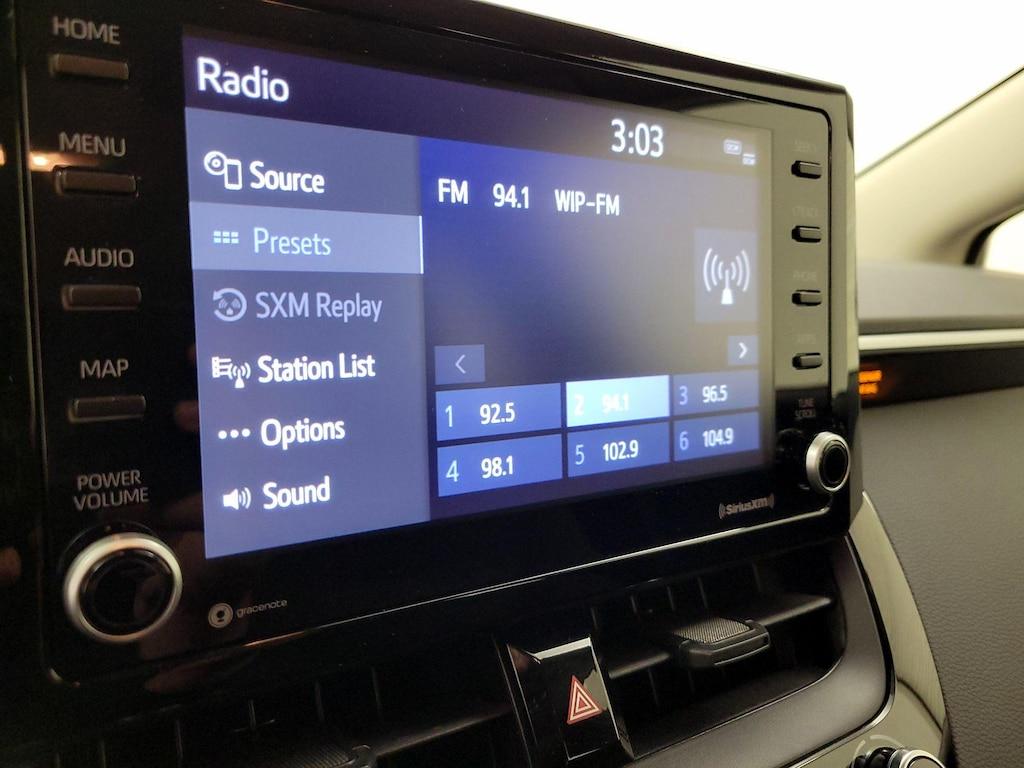 HOME
MENU
AUDIO
MAP
POWER
VOLUME
Radio
3:03
Source
Presets
SXM Replay
Station List
Options
Sound
FM 94.1 WIP-FM
<
>
1 92.5
2 94.1
3 96.5
4 98.1
5 102.9
6 104.9
TUNE
SCROLL
SiriusXM
gracenote